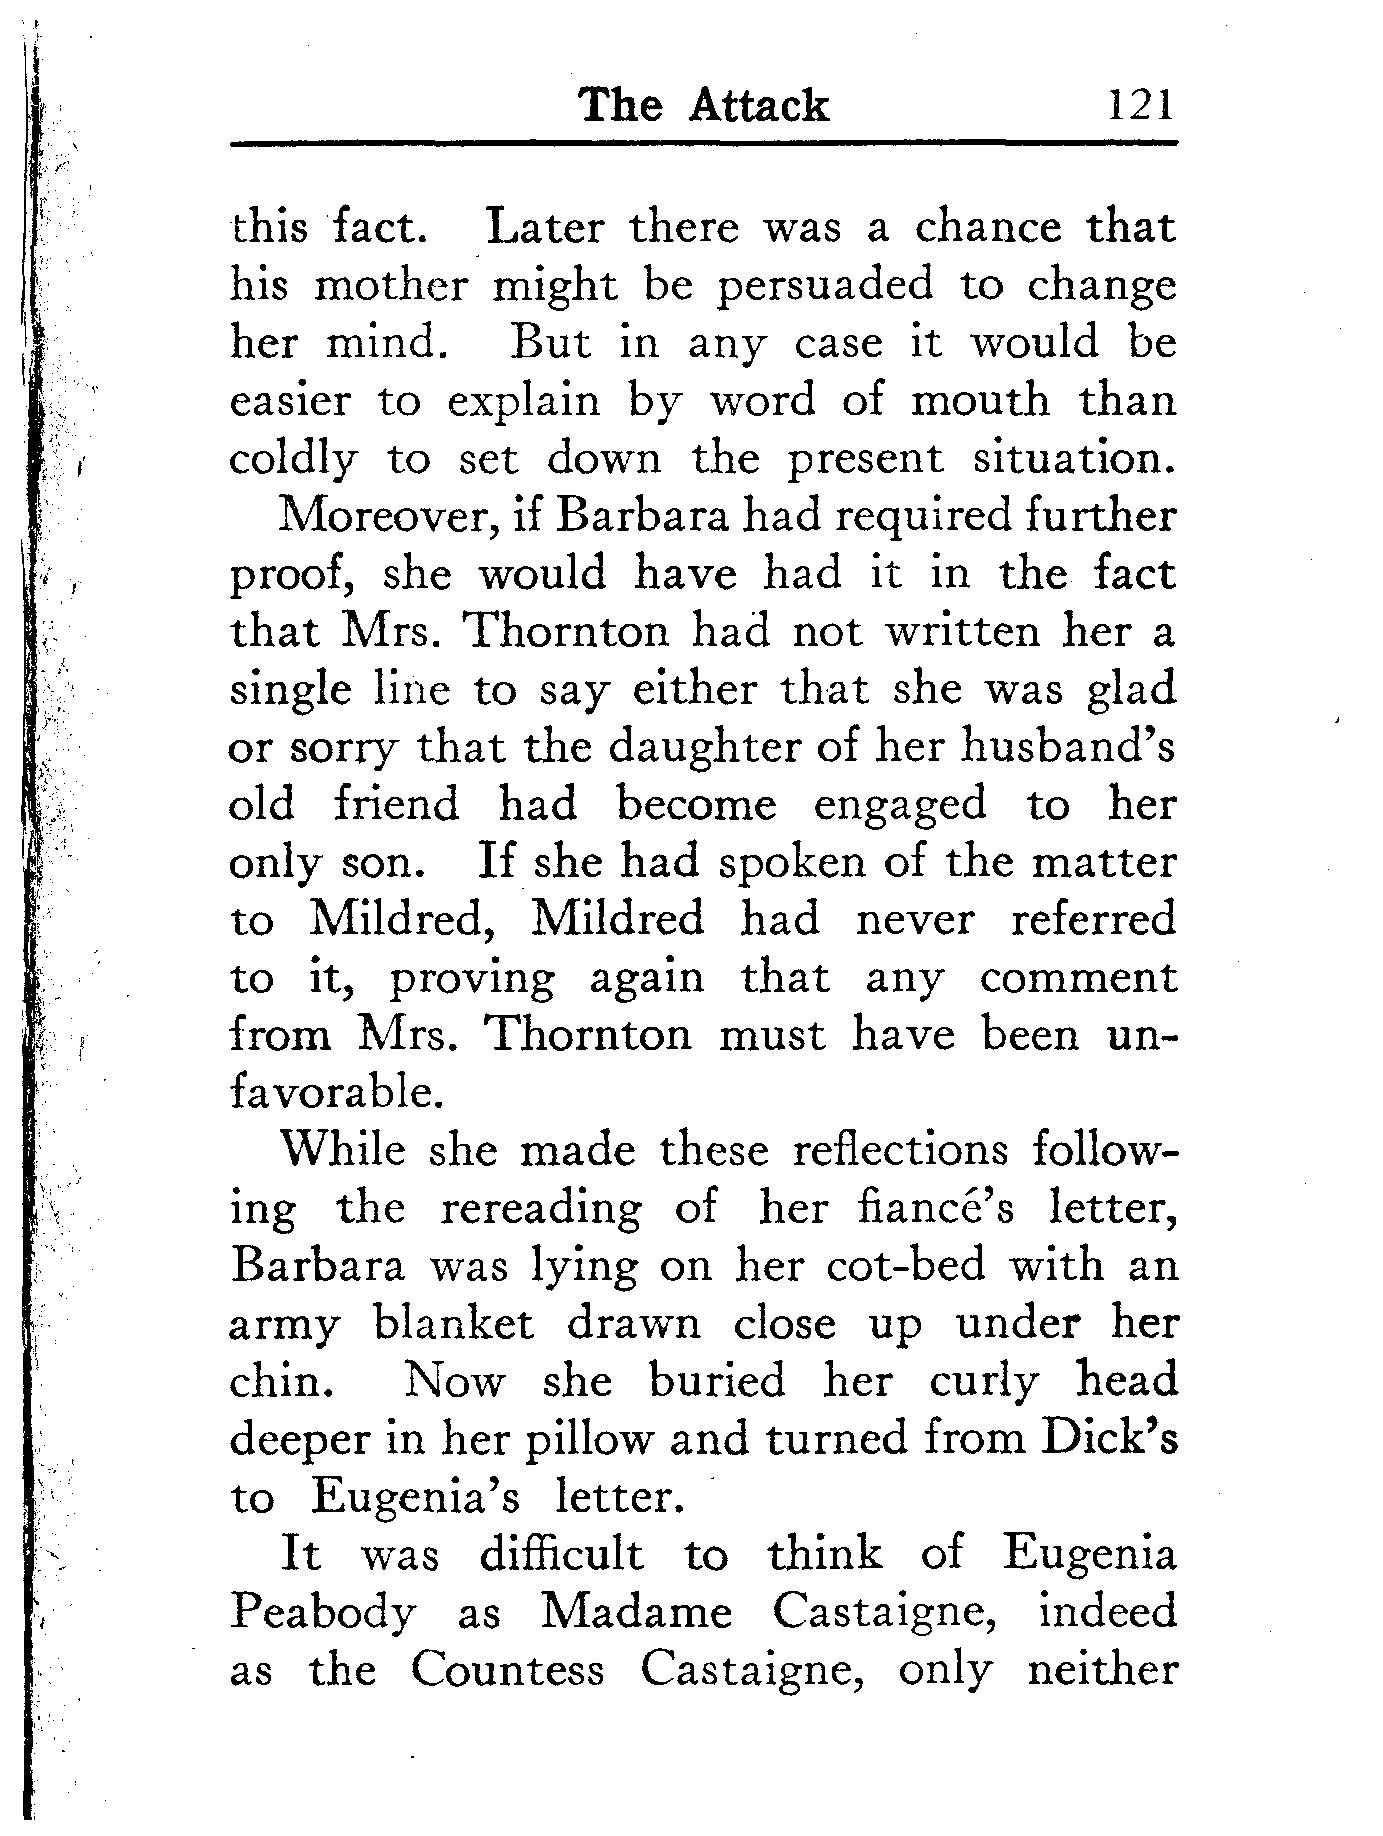 The Attack 121
this fact. Later there was a chance that
his mother might be persuaded to change
her mind. But in any case it would be
easier to explain by word of mouth than
coldly to set down the present situation.
Moreover, if Barbara had required further
proof, she would have had it in the fact
that Mrs. Thornton had not written her a
single line to say either that she was glad
or sorry that the daughter of her husband's
old friend had become engaged to her
only son. If she had spoken of the matter
to Mildred, Mildred had never referred
to it, proving again that any comment
from Mrs. Thornton must have been un-
favorable.
While she made these reflections follow-
ing the rereading of her fiancé's letter,
Barbara was lying on her cot-bed with an
army blanket drawn close up under her
chin. Now she buried her curly head
deeper in her pillow and turned from Dick's
to Eugenia's letter.
It was difficult to think of Eugenia
Peabody as Madame Castaigne, indeed
as the Countess Castaigne, only neither